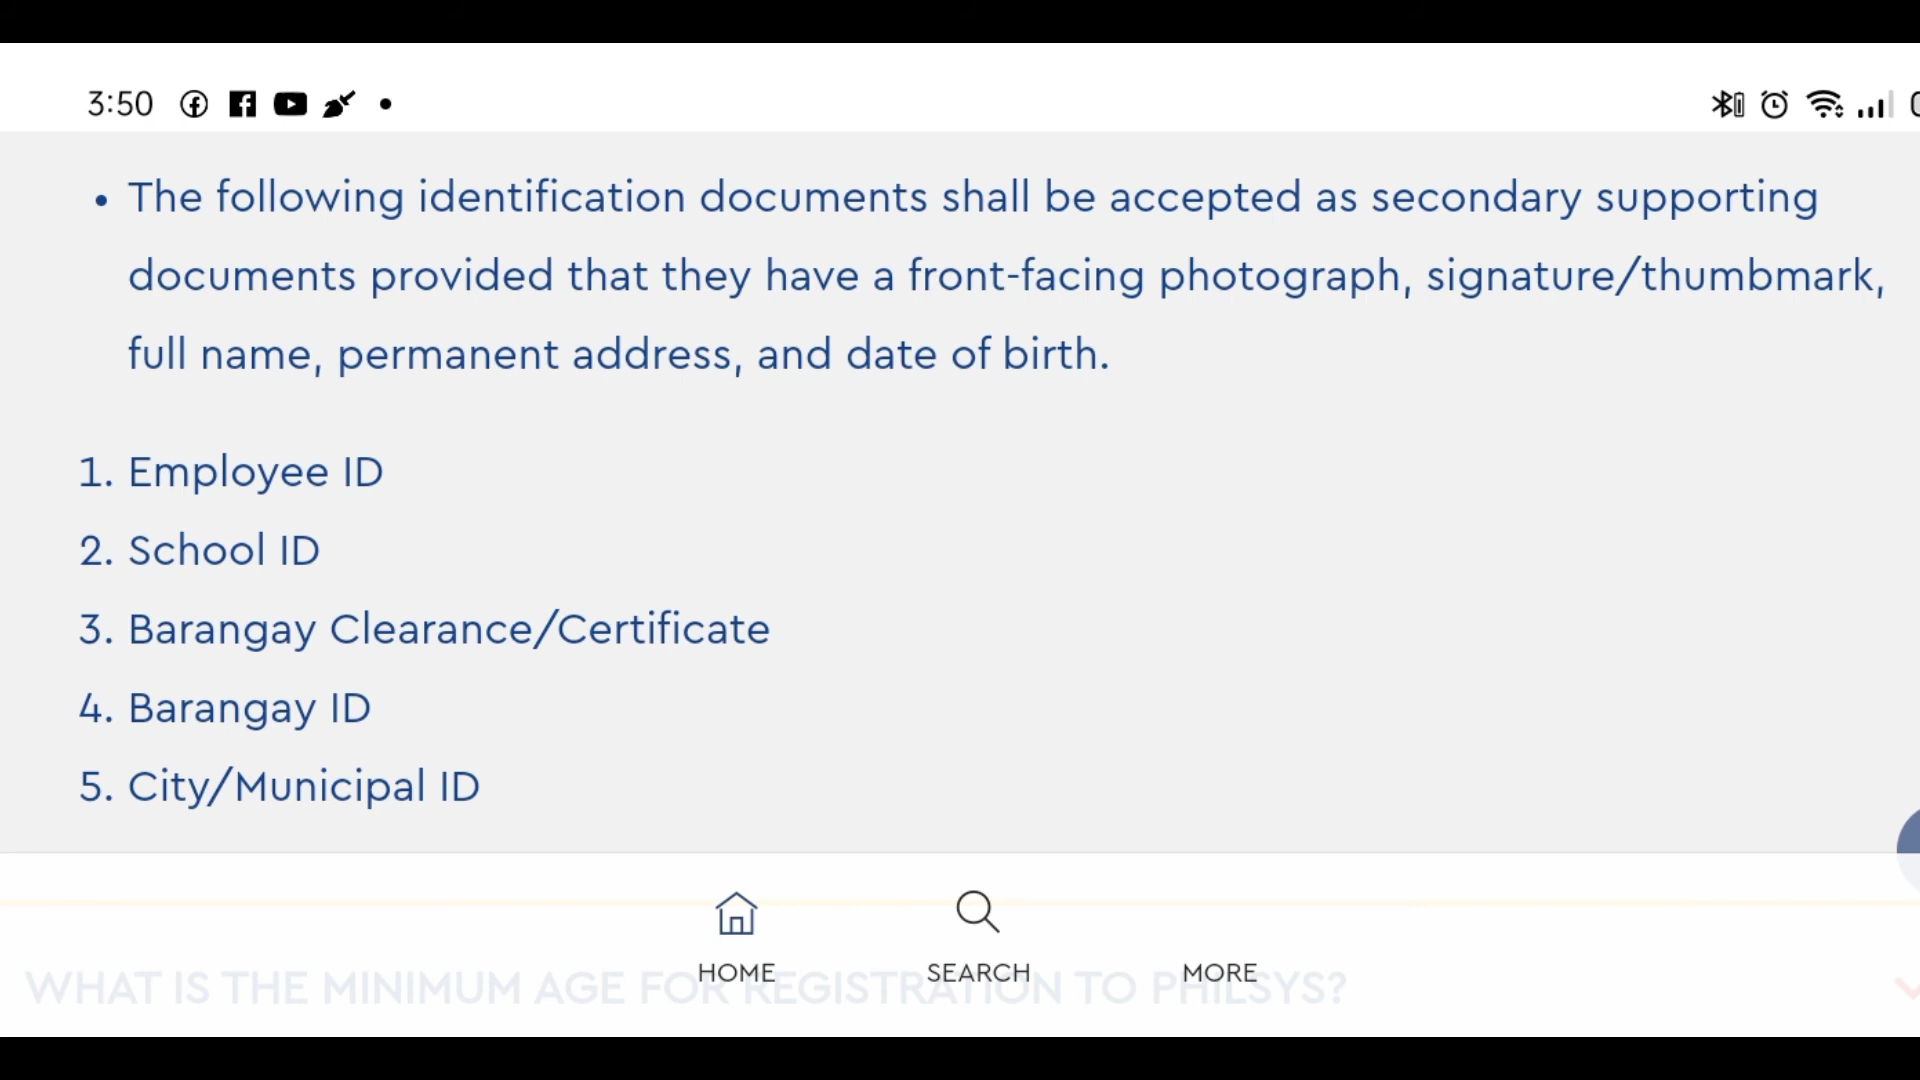 3:50
• The following identification documents shall be accepted as secondary supporting
documents provided that they have a front-facing photograph, signature/thumbmark,
full name, permanent address, and date of birth.
1. Employee ID
2. School ID
3. Barangay Clearance/Certificate
4. Barangay ID
5. City/Municipal ID
HOME SEARCH MORE
WHAT IS THE MINIMUM AGE FOR REGISTRATION TO PHILSYS?